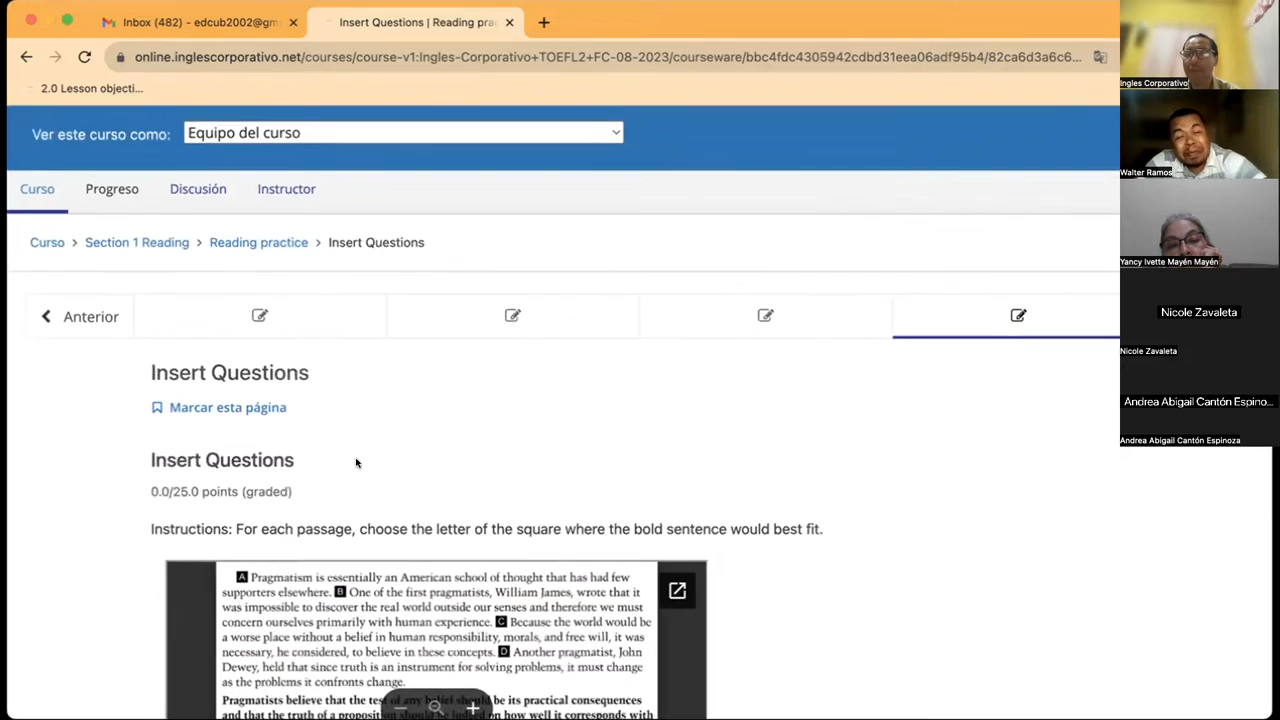 Inbox (482) - edcub2002@gm
Insert Questions | Reading prac
online.inglescorporativo.net/courses/course-v1:Ingles-Corporativo+TOEFL2+FC-08-2023/courseware/bbc4fdc4305942cdbd31eea06adf95b4/82ca6d3a6c6...
2.0 Lesson objecti...
Ver este curso como: Equipo del curso
Curso Progreso Discusión Instructor
Curso > Section 1 Reading > Reading practice > Insert Questions
Anterior
Insert Questions
Marcar esta página
Insert Questions
0.0/25.0 points (graded)
Instructions: For each passage, choose the letter of the square where the bold sentence would best fit.
A Pragmatism is essentially an American school of thought that has had few
supporters elsewhere. B One of the first pragmatists, William James, wrote that it
was impossible to discover the real world outside our senses and therefore we must
concern ourselves primarily with human experience. C Because the world would be
a worse place without a belief in human responsibility, morals, and free will, it was
necessary, he considered, to believe in these concepts. D Another pragmatist, John
Dewey, held that since truth is an instrument for solving problems, it must change
as the problems it confronts change.
Pragmatists believe that the test of any belief should be its practical consequences
and that the truth of a proposition should be judged on how well it corresponds with
Ingles Corporativo
Walter Ramos
Yancy Ivette Mayén Mayén
Nicole Zavaleta
Nicole Zavaleta
Andrea Abigail Cantón Espino...
Andrea Abigail Cantón Espinoza